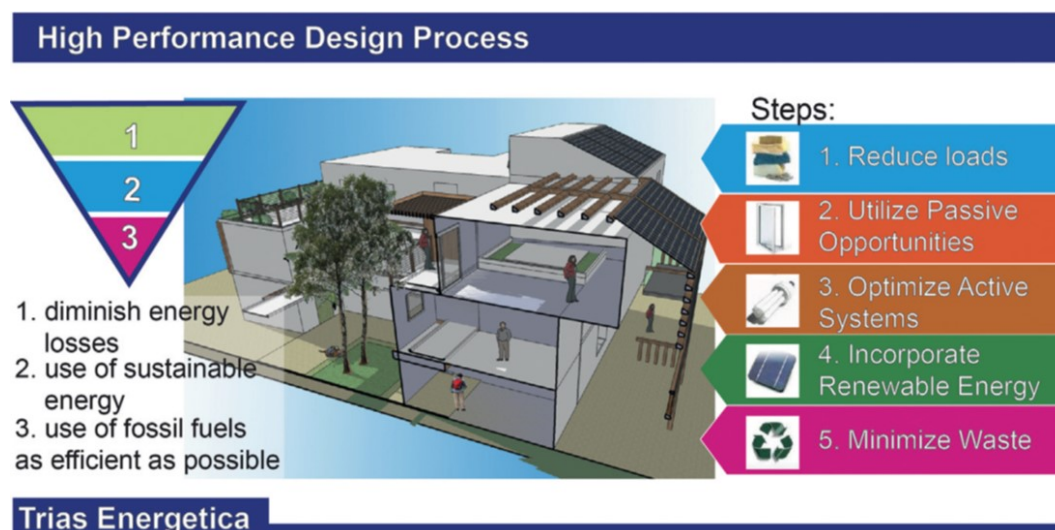 High Performance Design Process
1
2
3
1. diminish energy
losses
2. use of sustainable
energy
3. use of fossil fuels
as efficient as possible
Steps:
1. Reduce loads
2. Utilize Passive
Opportunities
3. Optimize Active
Systems
4. Incorporate
Renewable Energy
5. Minimize Waste
Trias Energetica